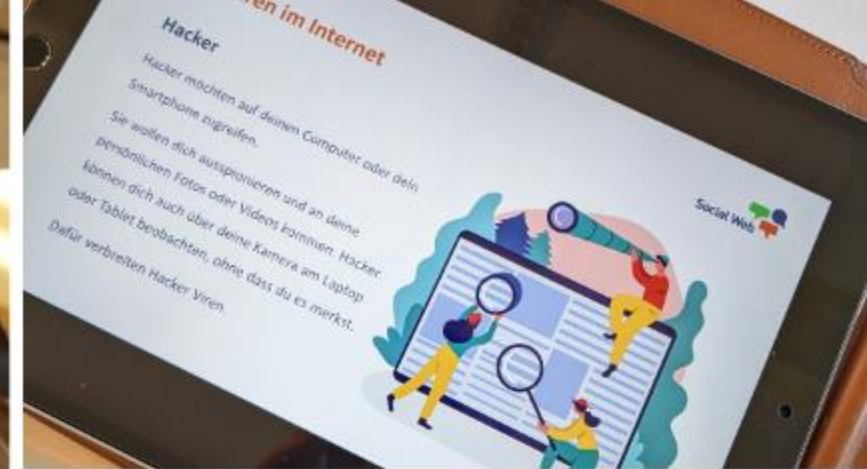 ren im Internet
Hacker
Hacker möchten auf deinen Computer oder dein
Smartphone zugreifen.
Sie wollen dich ausspionieren und an deine
persönlichen Fotos oder Videos kommen. Hacker
können dich auch über deine Kamera am Laptop
oder Tablet beobachten, ohne dass du es merkst.
Dafür verbreiten Hacker Viren.
Social Web